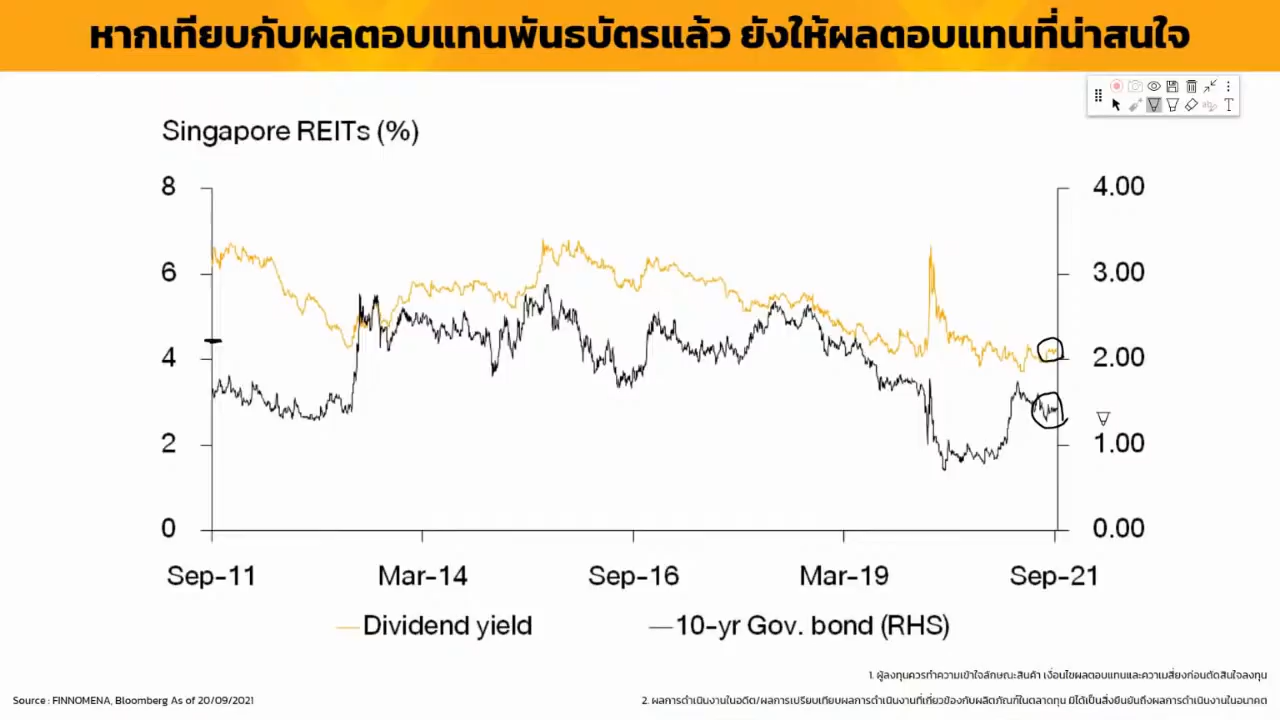 หากเทียบกับผลตอบแทนพันธบัตรแล้ว ยังให้ผลตอบแทนที่น่าสนใจ
Singapore REITs (%)
8
4.00
6
3.00
4
2.00
2
1.00
0
0.00
Sep-11
Mar-14
Sep-16
Mar-19
Sep-21
Dividend yield
10-yr Gov. bond (RHS)
1. ผู้ลงทุนควรทำความเข้าใจลักษณะสินค้า เงื่อนไขผลตอบแทนและความเสี่ยงก่อนตัดสินใจลงทุน
Source : FINNOMENA, Bloomberg As of 20/09/2021
2. ผลการดำเนินงานในอดีต/ผลการเปรียบเทียบผลการดำเนินงานที่เกี่ยวข้องกับผลิตภัณฑ์ในตลาดทุน มิได้เป็นสิ่งยืนยันถึงผลการดำเนินงานในอนาคต